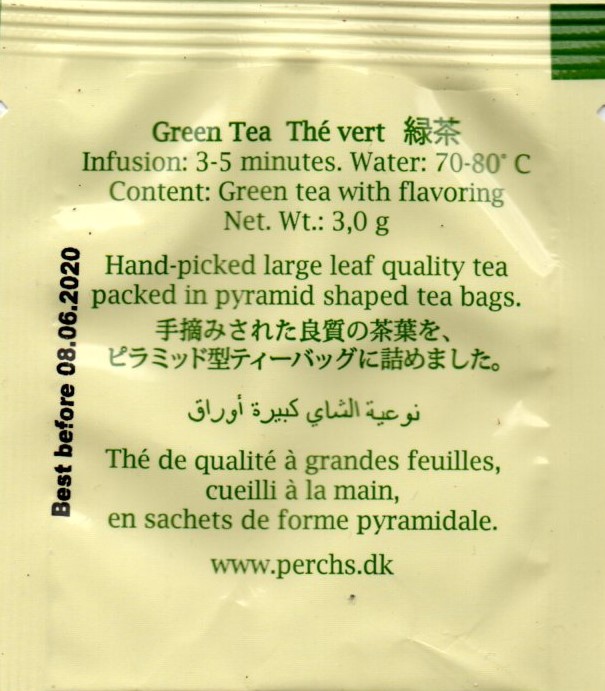 Green Tea Thé vert 緑茶
Infusion: 3-5 minutes. Water: 70-80° C
Content: Green tea with flavoring
Net. Wt.: 3,0 g
Hand-picked large leaf quality tea
packed in pyramid shaped tea bags.
手摘みされた良質の茶葉を、
ピラミッド型ティーバッグに詰めました。
نوعية الشاي كبيرة أوراق
Thé de qualité à grandes feuilles,
cueilli à la main,
en sachets de forme pyramidale.
www.perchs.dk
Best before 08.06.2020